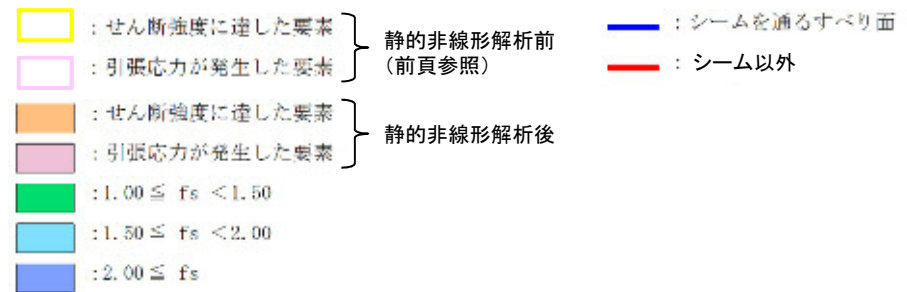 ：せん断強度に達した要素
：引張応力が発生した要素
静的非線形解析前
（前頁参照）
：せん断強度に達した要素
：引張応力が発生した要素
静的非線形解析後
:1.00≦ fs <1.50
:1.50≦ fs <2.00
:2.00≦ fs
：シームを通るすべり面
：シーム以外